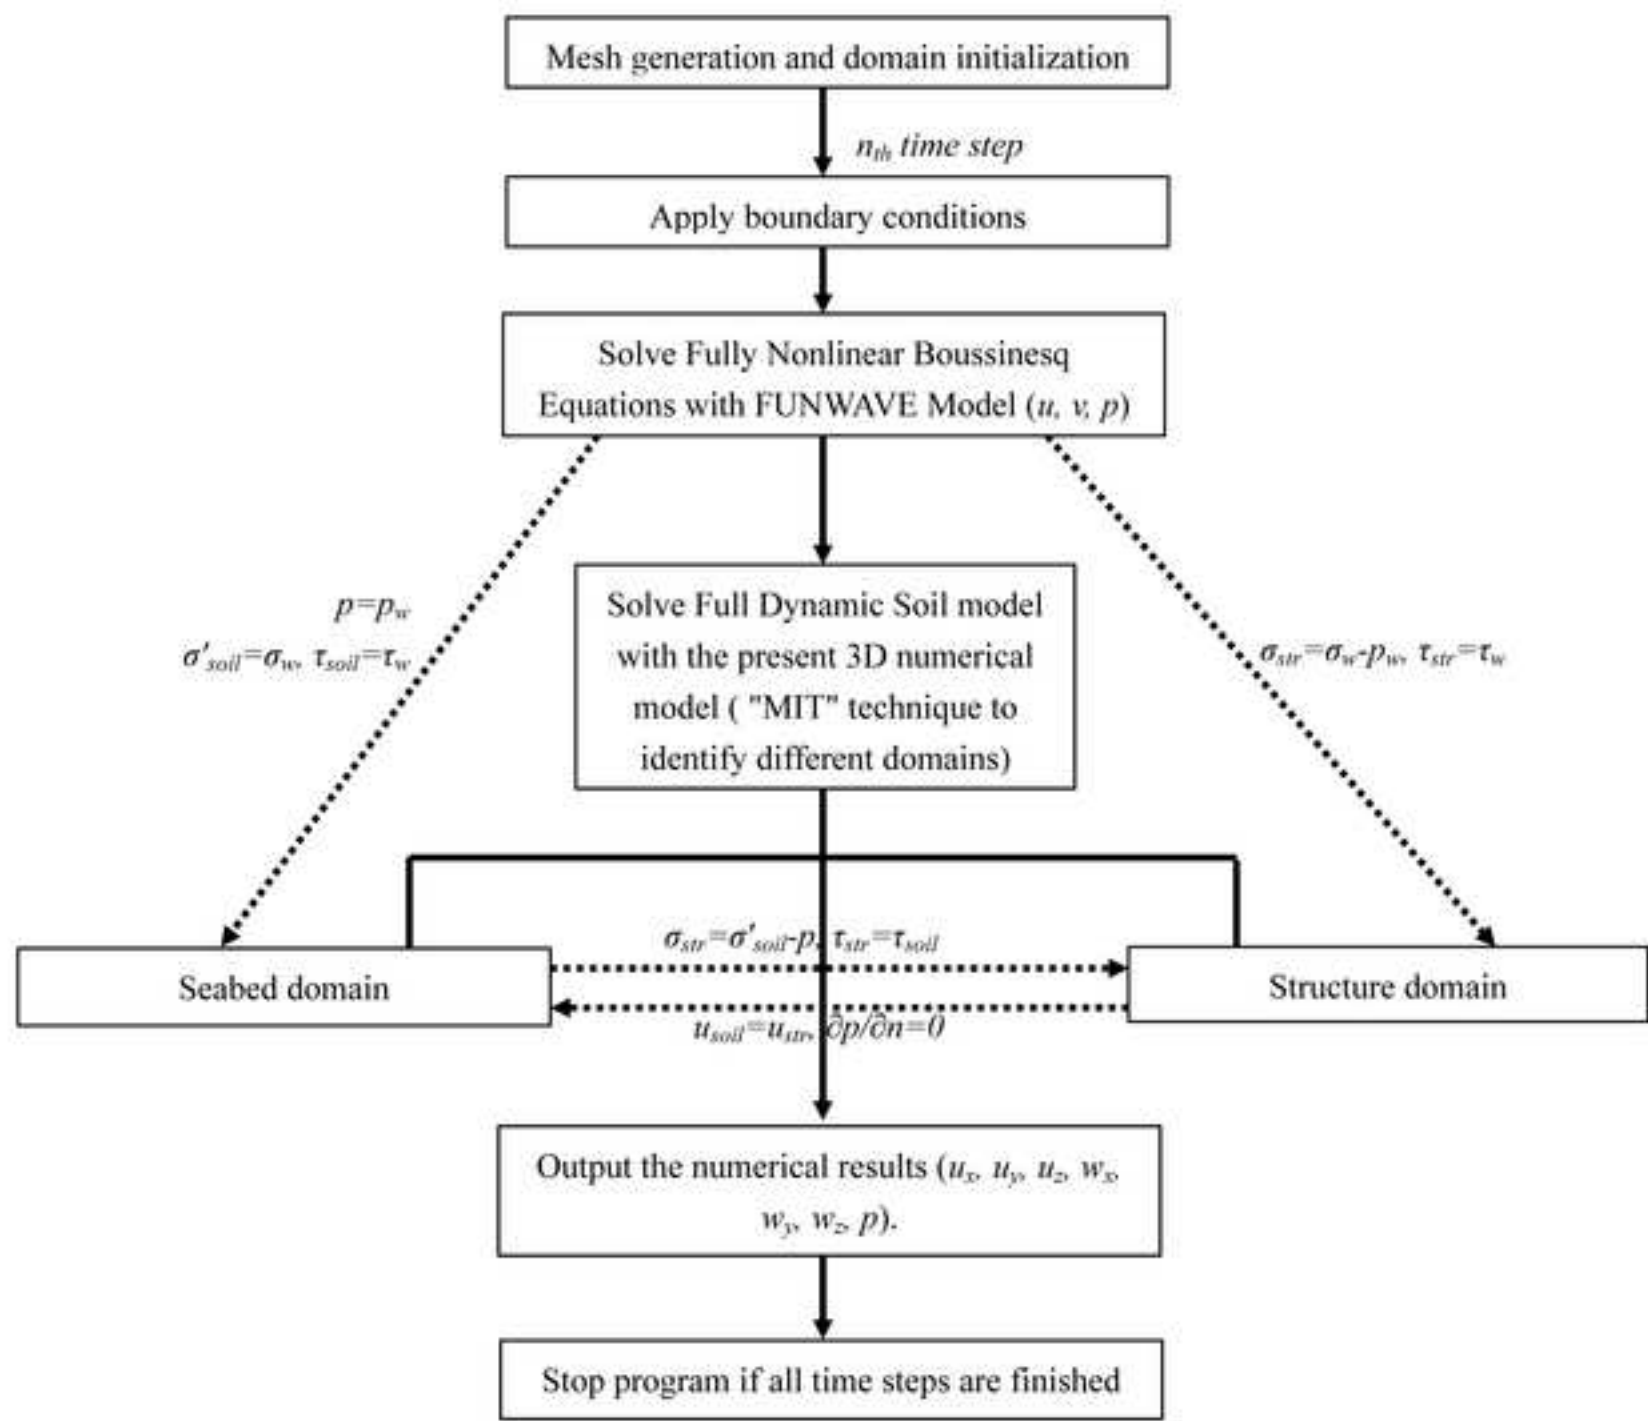 Mesh generation and domain initialization
nth time step
Apply boundary conditions
Solve Fully Nonlinear Boussinesq
Equations with FUNWAVE Model (u, v, p)
p=pw
σ'soil=σw, τsoil=τw
Solve Full Dynamic Soil model
with the present 3D numerical
model ( "MIT" technique to
identify different domains)
σstr=σw-pw, τstr=τw
σstr=σ'soil-p, τstr=τsoil
Seabed domain
Structure domain
usoil=ustr, ∂p/∂n=0
Output the numerical results (ux, uy, uz, wx,
wy, wz, p).
Stop program if all time steps are finished